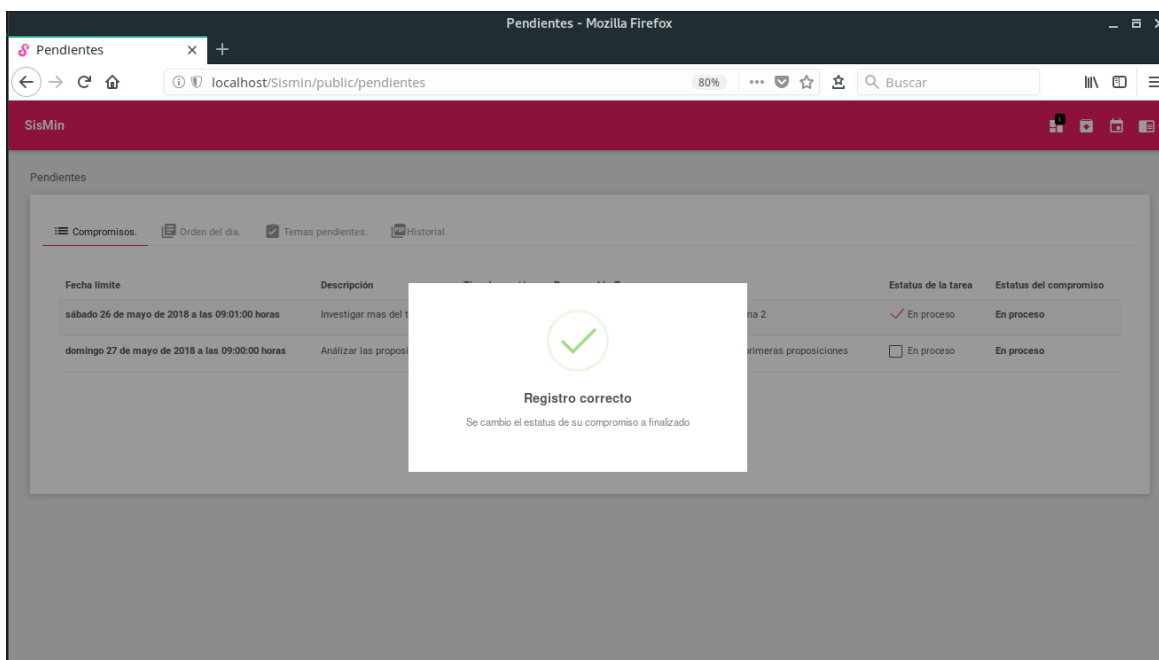 Pendientes - Mozilla Firefox
Pendientes
localhost/Sismin/public/pendientes 80% Buscar
SisMin 1
Pendientes
Compromisos. Orden del día. Temas pendientes. PDF Historial.
Fecha límite Descripción Estatus de la tarea Estatus del compromiso
sábado 26 de mayo de 2018 a las 09:01:00 horas Investigar mas del 2 En proceso En proceso
domingo 27 de mayo de 2018 a las 09:00:00 horas Análizar las primeras proposiciones En proceso En proceso
Registro correcto
Se cambio el estatus de su compromiso a finalizado